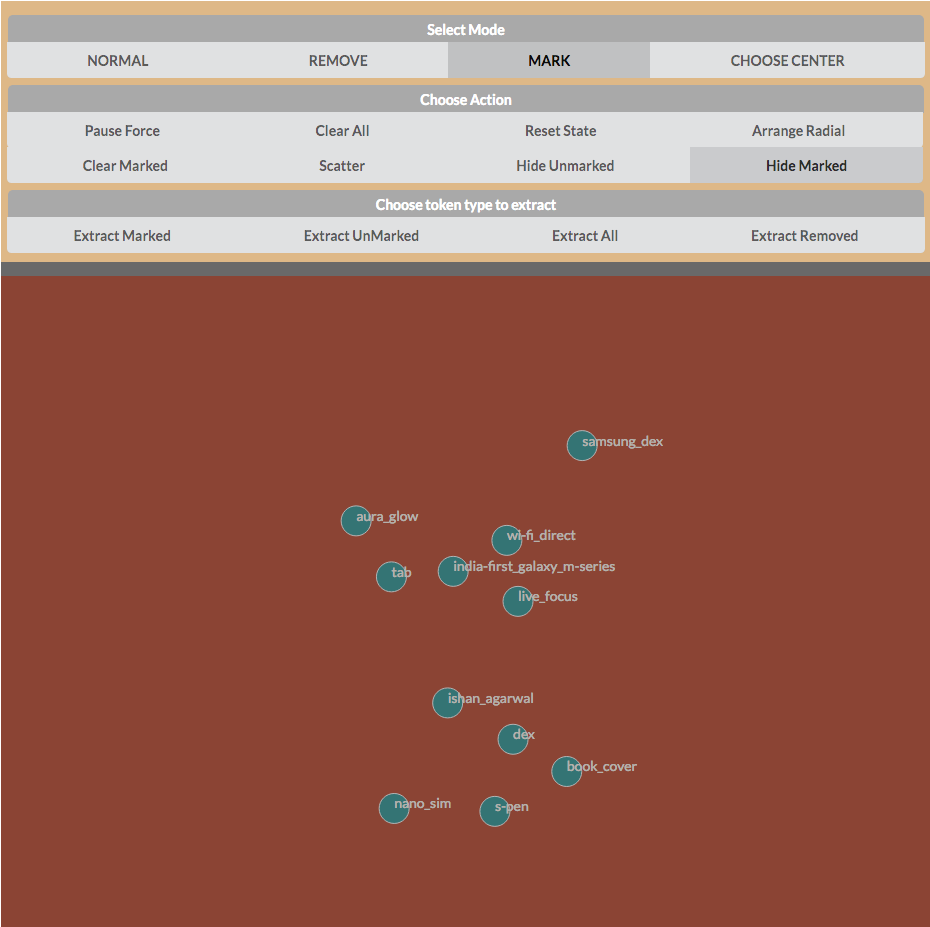 Select Mode
NORMAL REMOVE MARK CHOOSE CENTER
Choose Action
Pause Force Clear All Reset State Arrange Radial
Clear Marked Scatter Hide Unmarked Hide Marked
Choose token type to extract
Extract Marked Extract UnMarked Extract All Extract Removed
samsung_dex
aura_glow
wi-fi_direct
india-first_galaxy_m-series
tab
live_focus
ishan_agarwal
dex
book_cover
nano_sim
s-pen